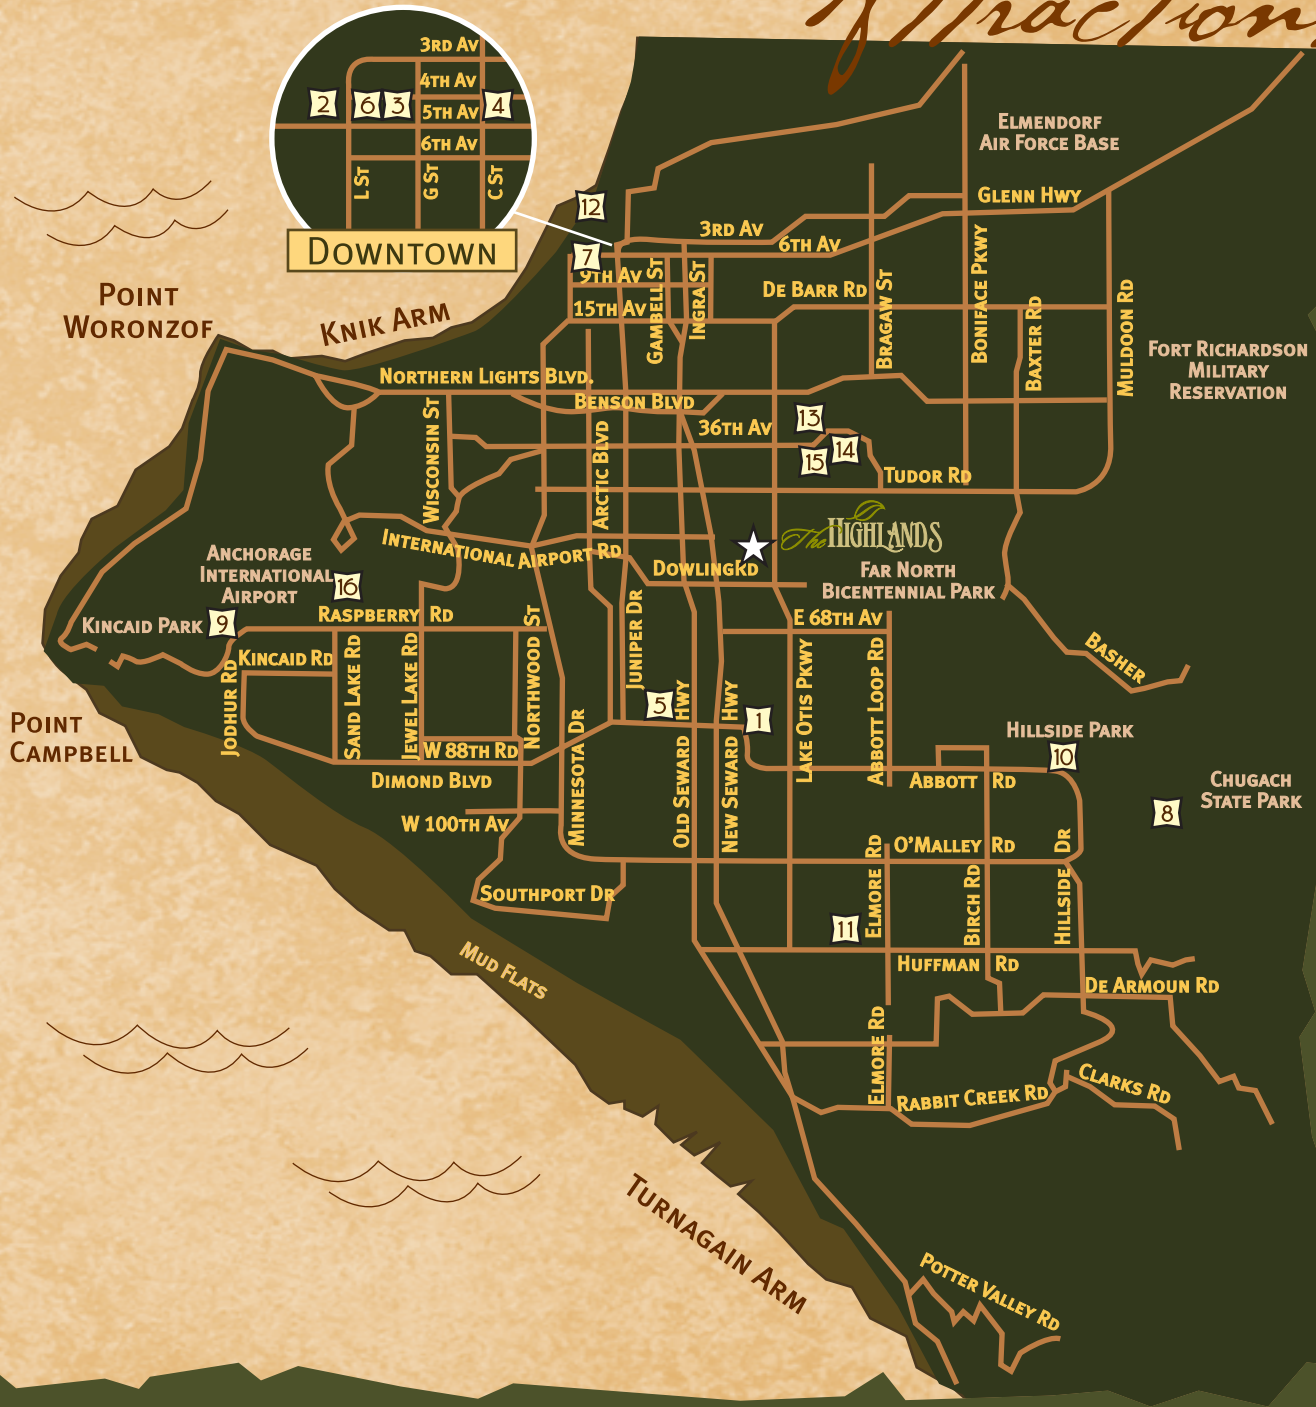 Attraction
3rd Av
4th Av
2
6
3
4
5th Av
6th Av
L St
G St
C St
Downtown
Elmendorf
Air Force Base
Glenn Hwy
12
3rd Av
6th Av
7
9th Av
Gambell St
Ingra St
De Barr Rd
15th Av
Bragaw St
Boniface Pkwy
Baxter Rd
Muldoon Rd
Point
Woronzof
Knik Arm
Fort Richardson
Military
Reservation
Northern Lights Blvd.
Benson Blvd
Wisconsin St
Arctic Blvd
36th Av
13
14
15
Tudor Rd
International Airport Rd
The Highlands
Dowling Rd
Far North
Bicentennial Park
Anchorage
International
Airport
16
Raspberry Rd
Kincaid Park
9
E 68th Av
Kincaid Rd
Jodhur Rd
Sand Lake Rd
Jewel Lake Rd
Northwood St
Juniper Dr
Basher
Lake Otis Pkwy
Abbott Loop Rd
5
1
Point
Campbell
W 88th Rd
Dimond Blvd
Minnesota Dr
Old Seward Hwy
New Seward Hwy
Hillside Park
10
Abbott Rd
Chugach
State Park
8
W 100th Av
O'Malley Rd
Southport Dr
Elmore Rd
Birch Rd
Hillside Dr
11
Huffman Rd
Mud Flats
De Armoun Rd
Elmore Rd
Rabbit Creek Rd
Clarks Rd
Turnagain Arm
Potter Valley Rd